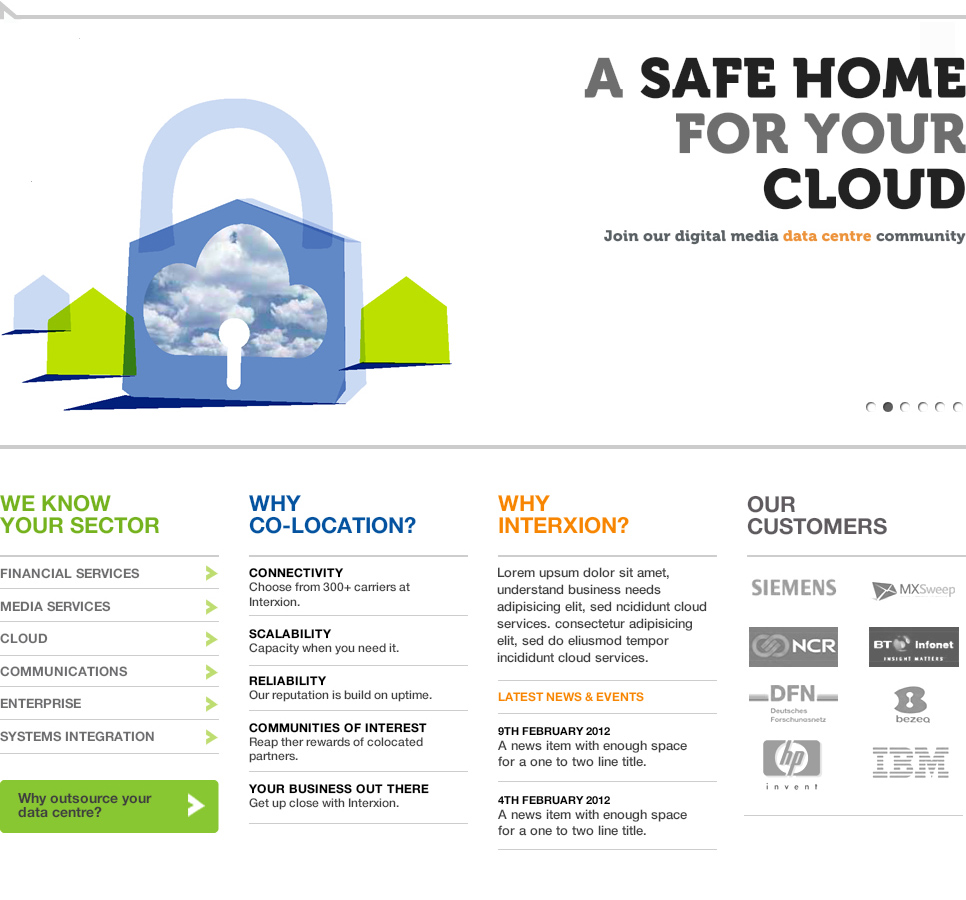 A SAFE HOME
FOR YOUR
CLOUD
Join our digital media data centre community
WE KNOW
YOUR SECTOR
FINANCIAL SERVICES
MEDIA SERVICES
CLOUD
COMMUNICATIONS
ENTERPRISE
SYSTEMS INTEGRATION
Why outsource your
data centre?
WHY
CO-LOCATION?
CONNECTIVITY
Choose from 300+ carriers at
Interxion.
SCALABILITY
Capacity when you need it.
RELIABILITY
Our reputation is build on uptime.
COMMUNITIES OF INTEREST
Reap ther rewards of colocated
partners.
YOUR BUSINESS OUT THERE
Get up close with Interxion.
WHY
INTERXION?
Lorem upsum dolor sit amet,
understand business needs
adipisicing elit, sed ncididunt cloud
services. consectetur adipisicing
elit, sed do eliusmod tempor
incididunt cloud services.
LATEST NEWS & EVENTS
9TH FEBRUARY 2012
A news item with enough space
for a one to two line title.
4TH FEBRUARY 2012
A news item with enough space
for a one to two line title.
OUR
CUSTOMERS
SIEMENS
MXSweep
NCR
BT Infonet
INSIGHT MATTERS
DFN
Deutsches
Forschungsnetz
bezeq
hp
invent
IBM